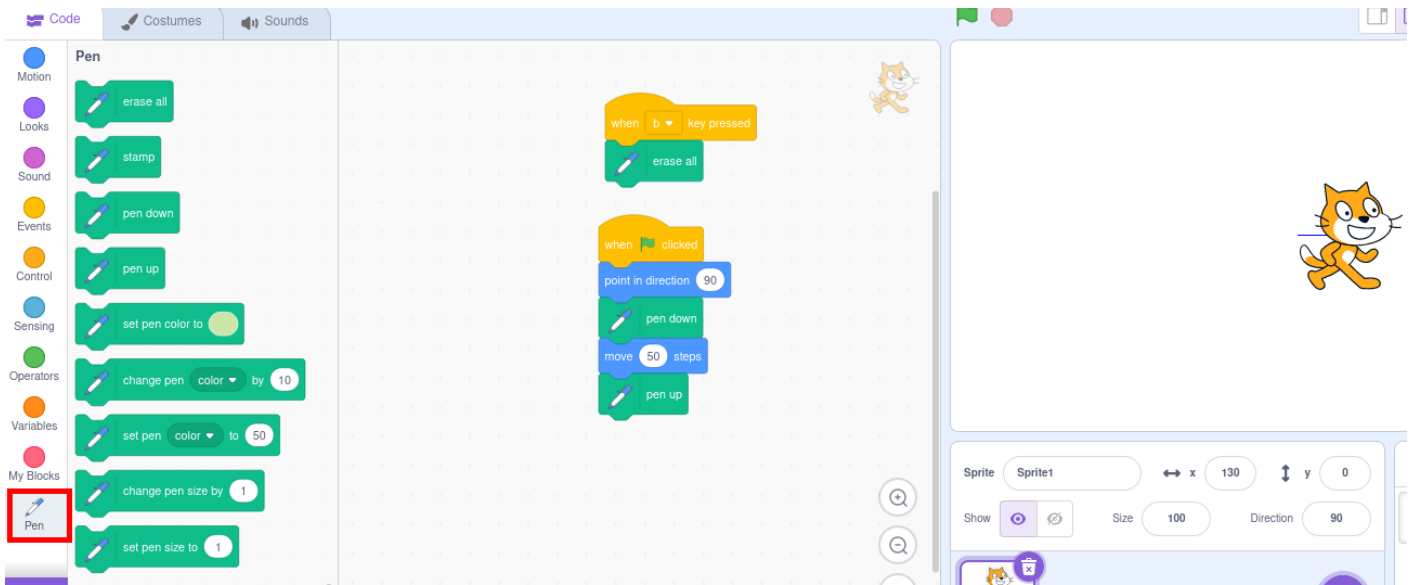 Code
Costumes
Sounds
Motion
Looks
Sound
Events
Control
Sensing
Operators
Variables
My Blocks
Pen
Pen
erase all
stamp
pen down
pen up
set pen color to
change pen color by 10
set pen color to 50
change pen size by 1
set pen size to 1
when b key pressed
erase all
when clicked
point in direction 90
pen down
move 50 steps
pen up
Sprite Sprite1 x 130 y 0
Show Size 100 Direction 90